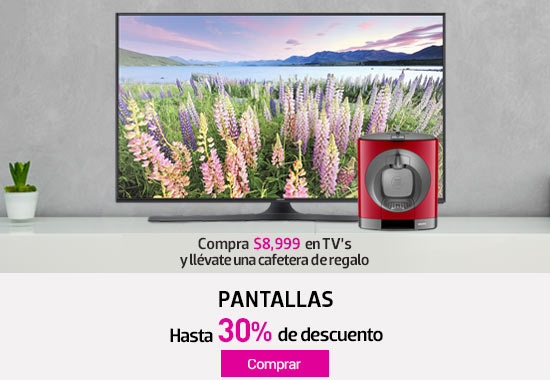 Compra $8,999 en TV's
y llévate una cafetera de regalo
PANTALLAS
Hasta 30% de descuento
Comprar